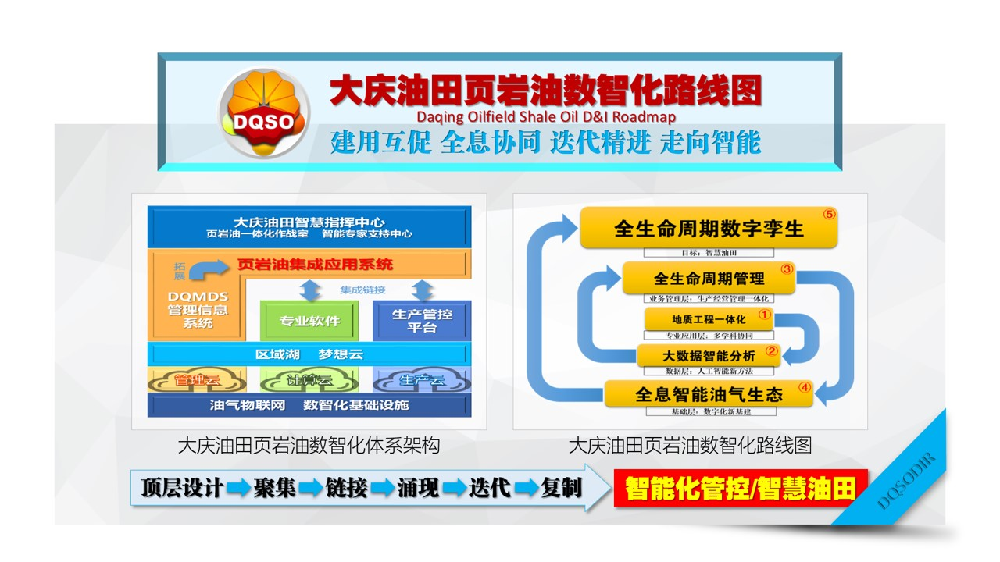 大庆油田页岩油数智化路线图
DQSO
Daqing Oilfield Shale Oil D&I Roadmap
建用互促 全息协同 迭代精进 走向智能
大庆油田智慧指挥中心
页岩油一体化作战室 智能专家支持中心
拓展
页岩油集成应用系统
集成链接
DQMDS
管理信息
系统
专业软件
生产管控
平台
区域湖 梦想云
管理云
计算云
生产云
油气物联网 数智化基础设施
大庆油田页岩油数智化体系架构
⑤
全生命周期数字孪生
目标：智慧油田
③
全生命周期管理
业务管理层：生产经营管理一体化
①
地质工程一体化
专业应用层：多学科协同
②
大数据智能分析
数据层：人工智能新方法
④
全息智能油气生态
基础层：数字化新基建
大庆油田页岩油数智化路线图
顶层设计 聚集 链接 涌现 迭代 复制
智能化管控/智慧油田
DQSODIR